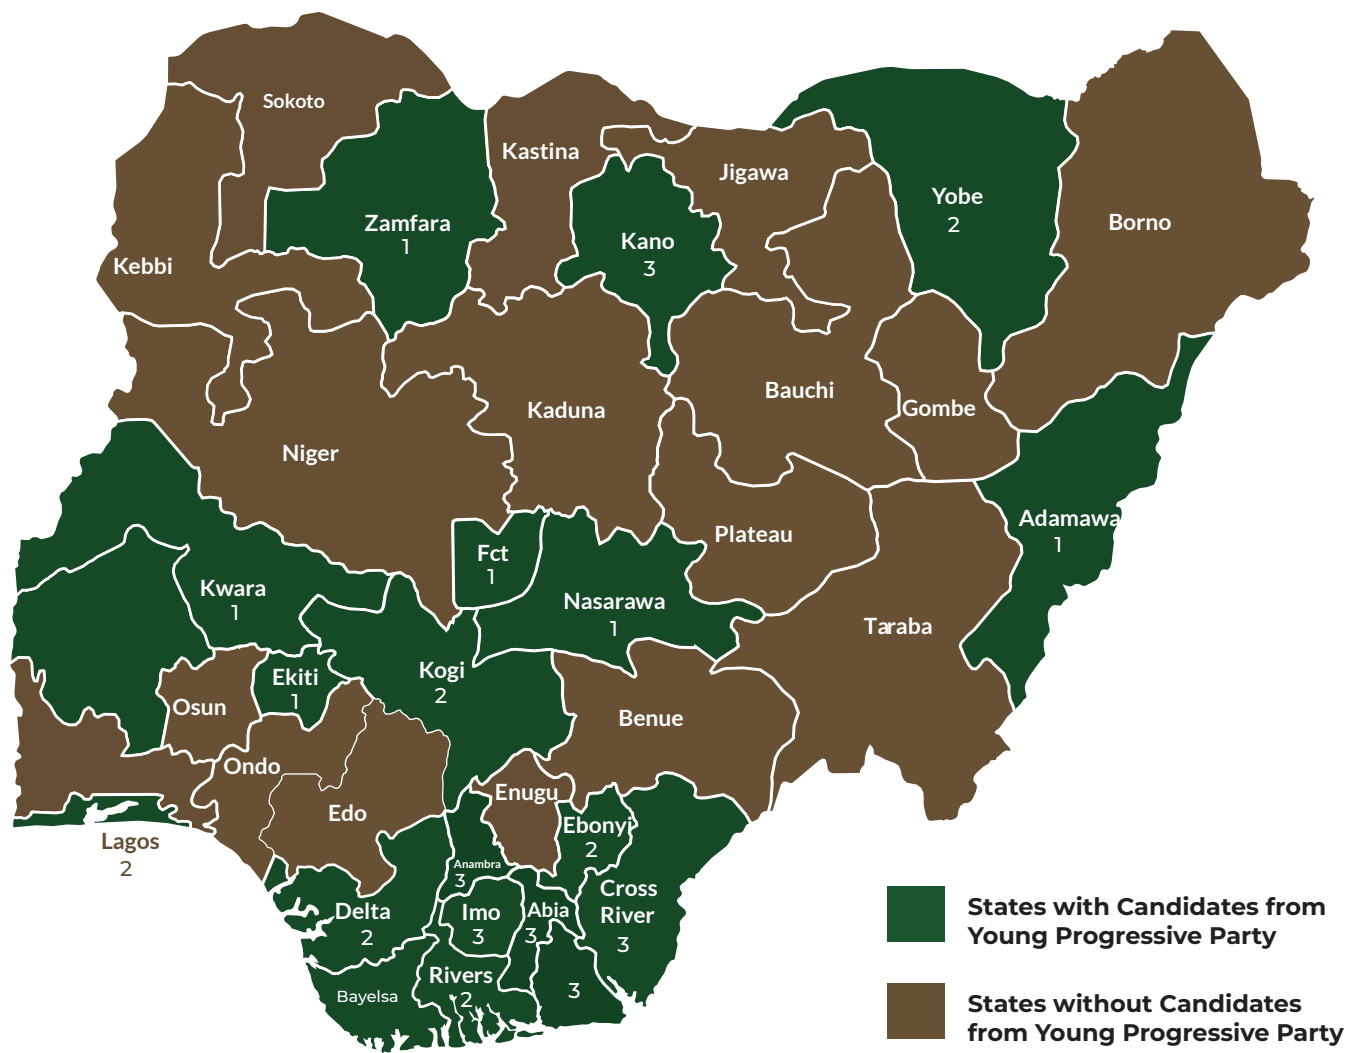 Sokoto
Kastina
Jigawa
Yobe
2
Borno
Zamfara
1
Kano
3
Kebbi
Bauchi
Gombe
Kaduna
Niger
Adamawa
1
Plateau
Fct
1
Kwara
1
Nasarawa
1
Taraba
Kogi
2
Ekiti
1
Osun
Benue
Ondo
Enugu
Edo
Ebonyi
2
Lagos
2
Anambra
3
Cross
River
3
Delta
2
Imo
3
Abia
3
Rivers
2
Bayelsa
3
States with Candidates from
Young Progressive Party
States without Candidates
from Young Progressive Party